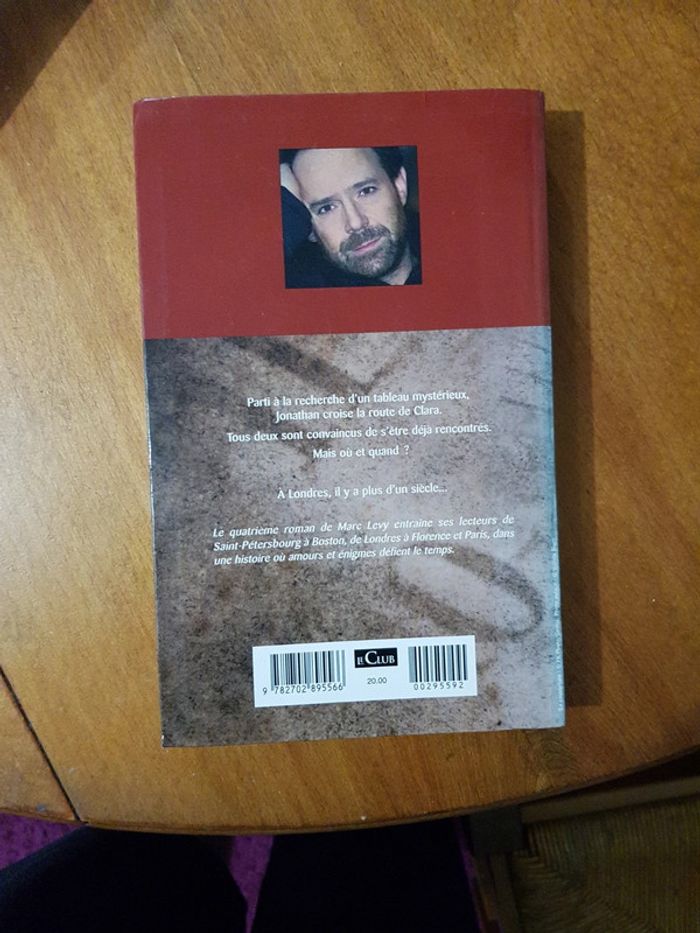 Parti à la recherche d'un tableau mystérieux,
Jonathan croise la route de Clara.
Tous deux sont convaincus de s'être déjà rencontrés.
Mais où et quand ?
À Londres, il y a plus d'un siècle...
Le quatrième roman de Marc Levy entraîne ses lecteurs de
Saint-Pétersbourg à Boston, de Londres à Florence et Paris, dans
une histoire où amours et énigmes défient le temps.
LE CLUB
9 782702 895566
20.00
00295592